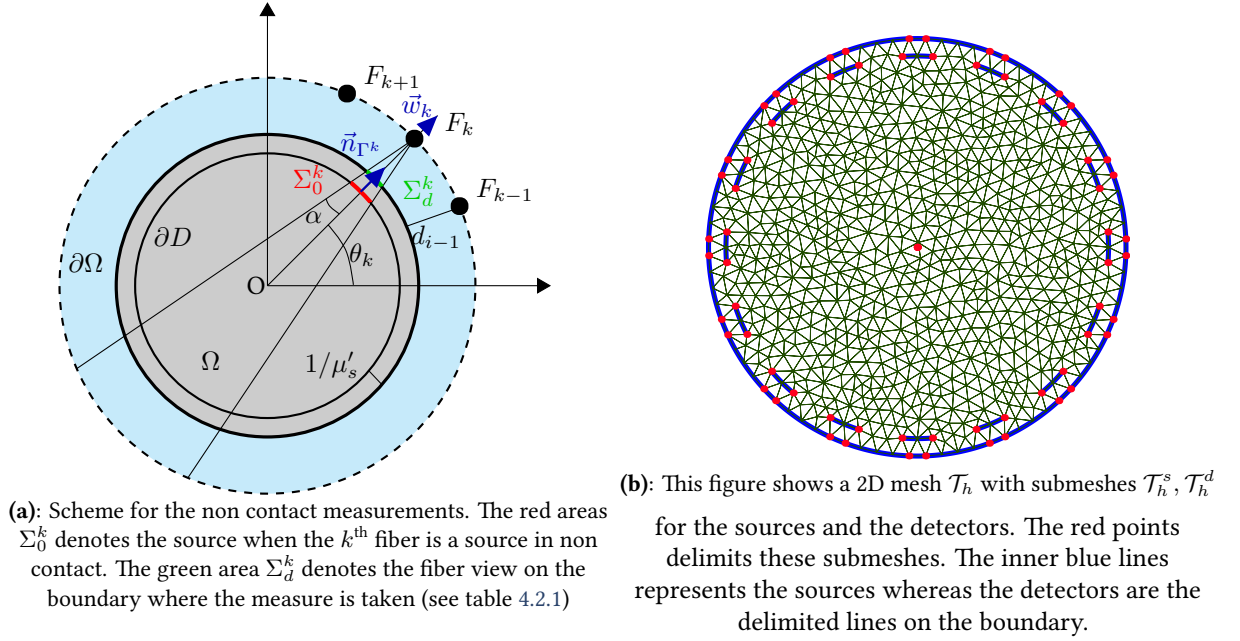 F_{k+1}
\vec{w}_k
F_k
\vec{n}_{Γ^k}
Σ_0^k
Σ_d^k
F_{k−1}
α
∂D
d_{i−1}
∂Ω
θ_k
O
Ω
1/μ′_s
(a): Scheme for the non contact measurements. The red areas
Σ_0^k denotes the source when the k^th fiber is a source in non
contact. The green area Σ_d^k denotes the fiber view on the
boundary where the measure is taken (see table 4.2.1)
(b): This figure shows a 2D mesh 𝒯_h with submeshes 𝒯_h^s, 𝒯_h^d
for the sources and the detectors. The red points
delimits these submeshes. The inner blue lines
represents the sources whereas the detectors are the
delimited lines on the boundary.